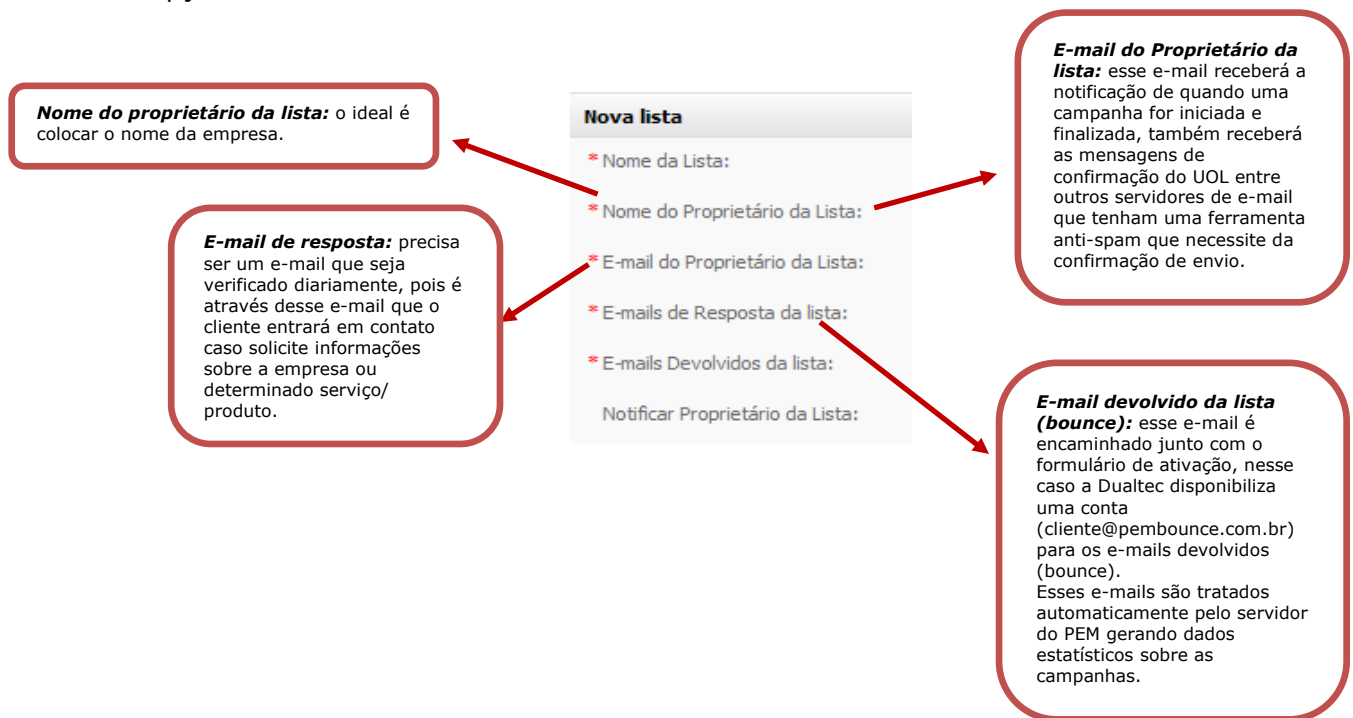 Nome do proprietário da lista: o ideal é
colocar o nome da empresa.
E-mail de resposta: precisa
ser um e-mail que seja
verificado diariamente, pois é
através desse e-mail que o
cliente entrará em contato
caso solicite informações
sobre a empresa ou
determinado serviço/
produto.
Nova lista
* Nome da Lista:
* Nome do Proprietário da Lista:
* E-mail do Proprietário da Lista:
* E-mails de Resposta da lista:
* E-mails Devolvidos da lista:
Notificar Proprietário da Lista:
E-mail do Proprietário da
lista: esse e-mail receberá a
notificação de quando uma
campanha for iniciada e
finalizada, também receberá
as mensagens de
confirmação do UOL entre
outros servidores de e-mail
que tenham uma ferramenta
anti-spam que necessite da
confirmação de envio.
E-mail devolvido da lista
(bounce): esse e-mail é
encaminhado junto com o
formulário de ativação, nesse
caso a Dualtec disponibiliza
uma conta
(cliente@pembounce.com.br)
para os e-mails devolvidos
(bounce).
Esses e-mails são tratados
automaticamente pelo servidor
do PEM gerando dados
estatísticos sobre as
campanhas.